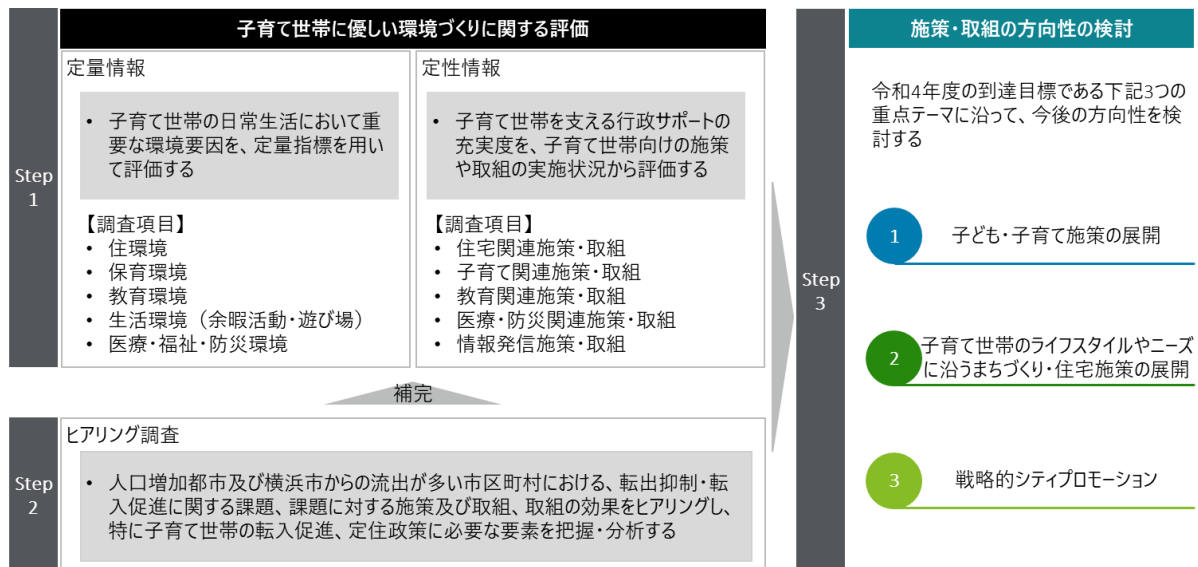 Step
1
子育て世帯に優しい環境づくりに関する評価
定量情報
• 子育て世帯の日常生活において重
要な環境要因を、定量指標を用い
て評価する
【調査項目】
• 住環境
• 保育環境
• 教育環境
• 生活環境（余暇活動・遊び場）
• 医療・福祉・防災環境
定性情報
• 子育て世帯を支える行政サポートの
充実度を、子育て世帯向けの施策
や取組の実施状況から評価する
【調査項目】
• 住宅関連施策・取組
• 子育て関連施策・取組
• 教育関連施策・取組
• 医療・防災関連施策・取組
• 情報発信施策・取組
補完
Step
2
ヒアリング調査
• 人口増加都市及び横浜市からの流出が多い市区町村における、転出抑制・転
入促進に関する課題、課題に対する施策及び取組、取組の効果をヒアリングし、
特に子育て世帯の転入促進、定住政策に必要な要素を把握・分析する
Step
3
施策・取組の方向性の検討
令和4年度の到達目標である下記3つの
重点テーマに沿って、今後の方向性を検
討する
1 子ども・子育て施策の展開
2 子育て世帯のライフスタイルやニーズ
に沿うまちづくり・住宅施策の展開
3 戦略的シティプロモーション